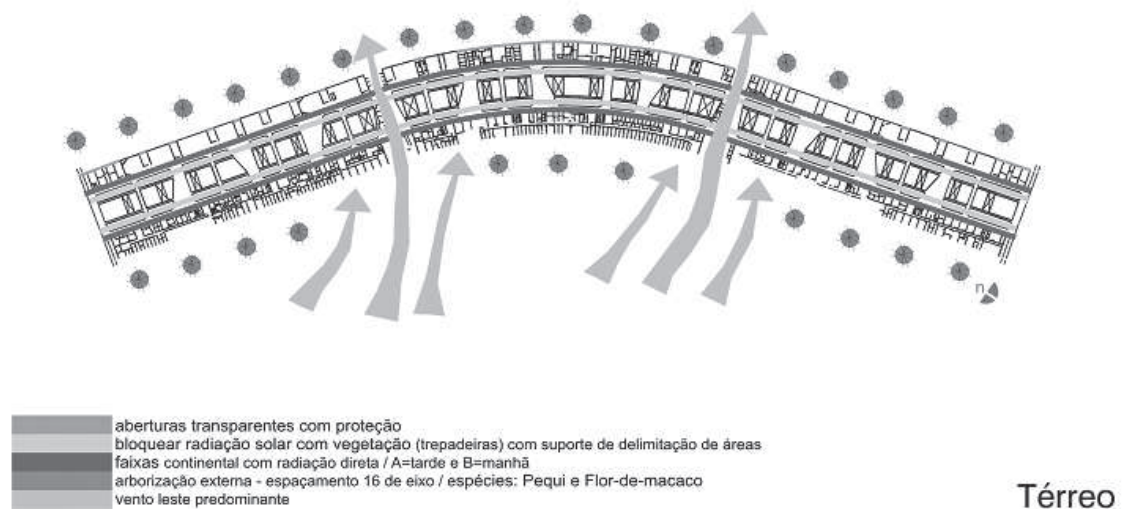 n
aberturas transparentes com proteção
bloquear radiação solar com vegetação (trepadeiras) com suporte de delimitação de áreas
faixas continental com radiação direta / A=tarde e B=manhã
arborização externa - espaçamento 16 de eixo / espécies: Pequi e Flor-de-macaco
vento leste predominante
Térreo